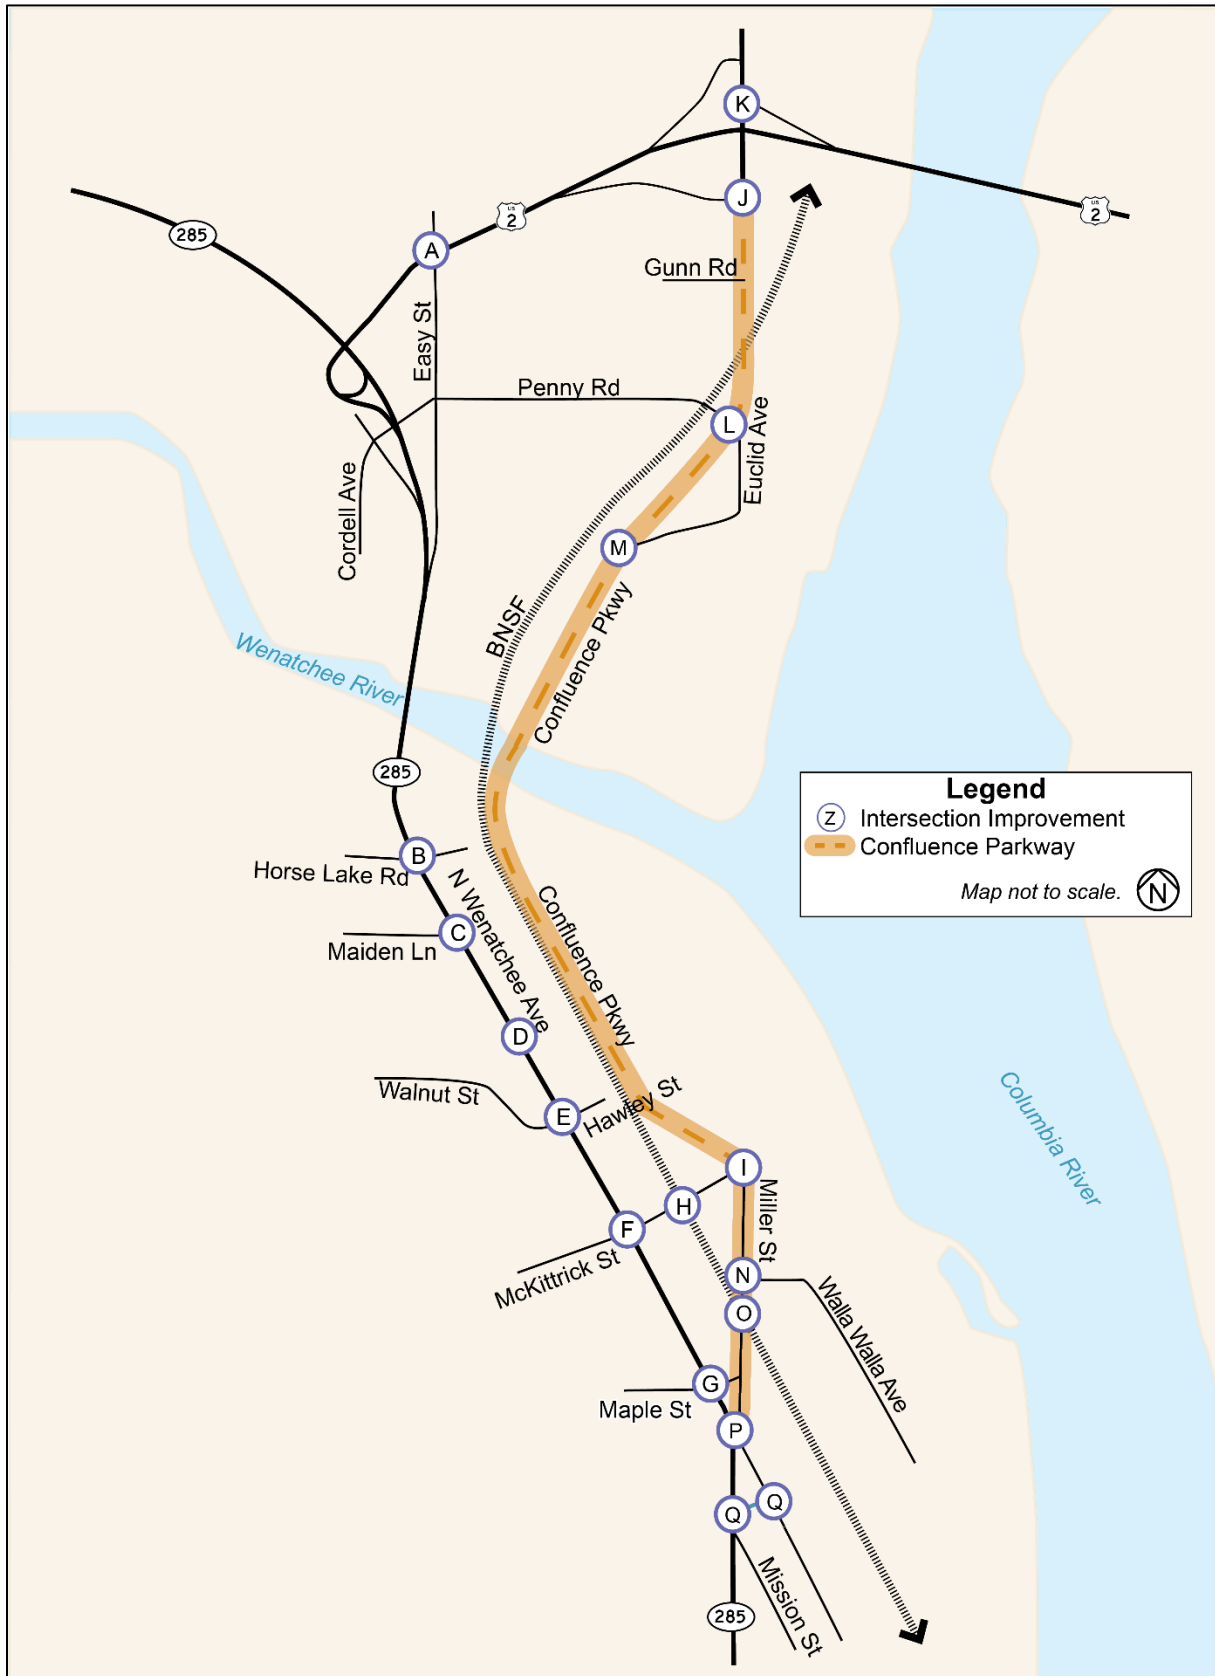 K
US
2
US
2
285
J
A
Gunn Rd
Easy St
Penny Rd
L
Euclid Ave
Cordell Ave
M
BNSF
Confluence Pkwy
Wenatchee River
285
Legend
Z Intersection Improvement
Confluence Parkway
Map not to scale. N
B
Horse Lake Rd
N Wenatchee Ave
C
Maiden Ln
Confluence Pkwy
D
Walnut St
E
Hawley St
Columbia River
I
Miller St
H
F
McKittrick St
N
O
Walla Walla Ave
G
Maple St
P
Q
Q
Mission St
285